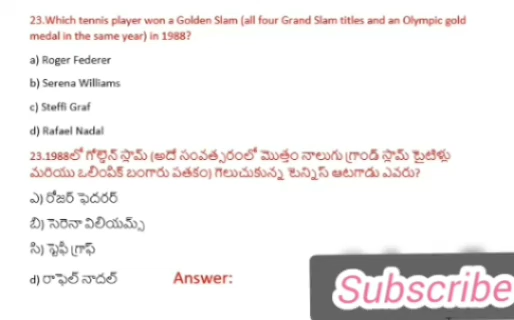 23.Which tennis player won a Golden Slam (all four Grand Slam titles and an Olympic gold
medal in the same year) in 1988?
a) Roger Federer
b) Serena Williams
c) Steffi Graf
d) Rafael Nadal
23.1988లో గోల్డెన్ స్లామ్ (అదే సంవత్సరంలో మొత్తం నాలుగు గ్రాండ్ స్లామ్ టైటిళ్లు
మరియు ఒలింపిక్ బంగారు పతకం) గెలుచుకున్న టెన్నిస్ ఆటగాడు ఎవరు?
ఎ) రోజర్ ఫెదరర్
బి) సెరెనా విలియమ్స్
సి) స్టెఫీ గ్రాఫ్
d) రాఫెల్ నాదల్ Answer:
Subscribe